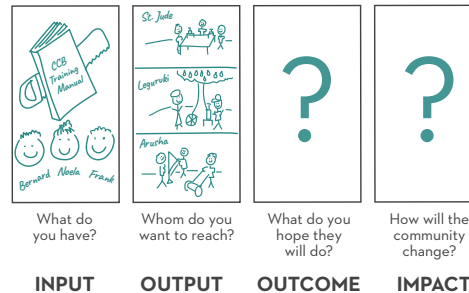 CCB
Training
Manual
Bernard Noela Frank
St. Jude
Leguruki
Arusha
?
?
What do
you have?
Whom do you
want to reach?
What do you
hope they
will do?
How will the
community
change?
INPUT
OUTPUT
OUTCOME
IMPACT